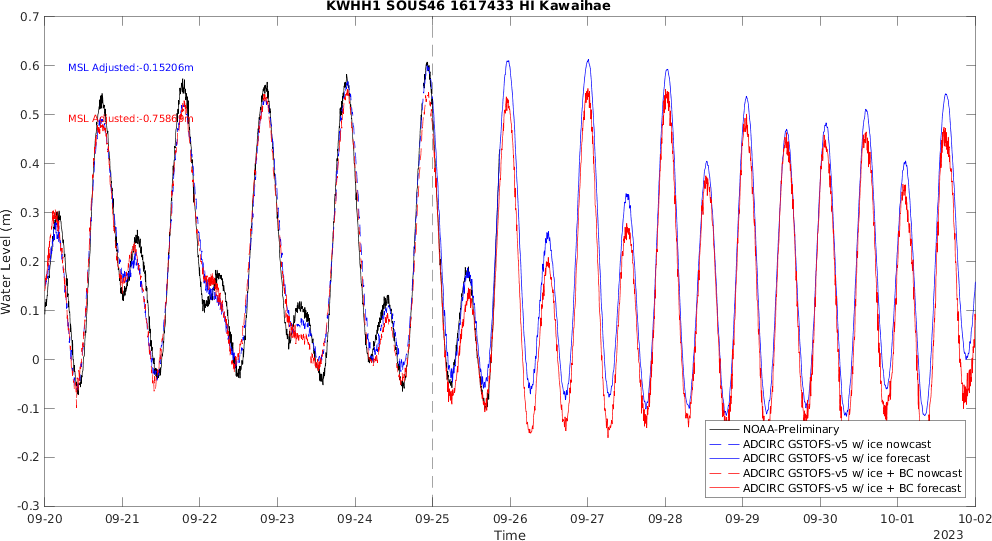 KWHH1 SOUS46 1617433 HI Kawaihae
0.7
0.6
0.5
0.4
0.3
0.2
0.1
0
-0.1
-0.2
-0.3
Water Level (m)
MSL Adjusted:-0.15206m
NOAA-Preliminary
ADCIRC GSTOFS-v5 w/ ice nowcast
ADCIRC GSTOFS-v5 w/ ice forecast
ADCIRC GSTOFS-v5 w/ ice + BC nowcast
ADCIRC GSTOFS-v5 w/ ice + BC forecast
09-20 09-21 09-22 09-23 09-24 09-25 09-26 09-27 09-28 09-29 09-30 10-01 10-02
Time
2023
MSL Adjusted: